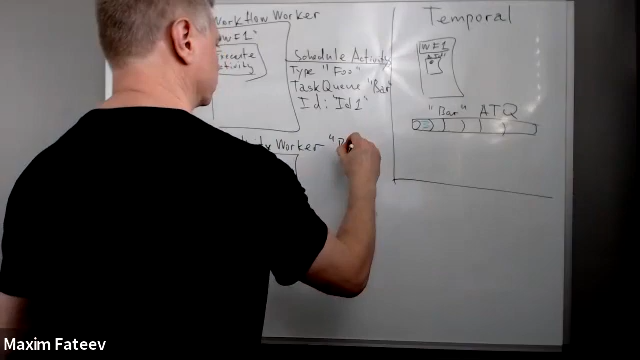 Workflow Worker
"WF1"
Execute
Activity
Schedule Activity
Type "Foo"
TaskQueue "Bar
Id: "Id1"
Activity Worker "B
Temporal
WF1
"Bar" ATQ
Maxim Fateev